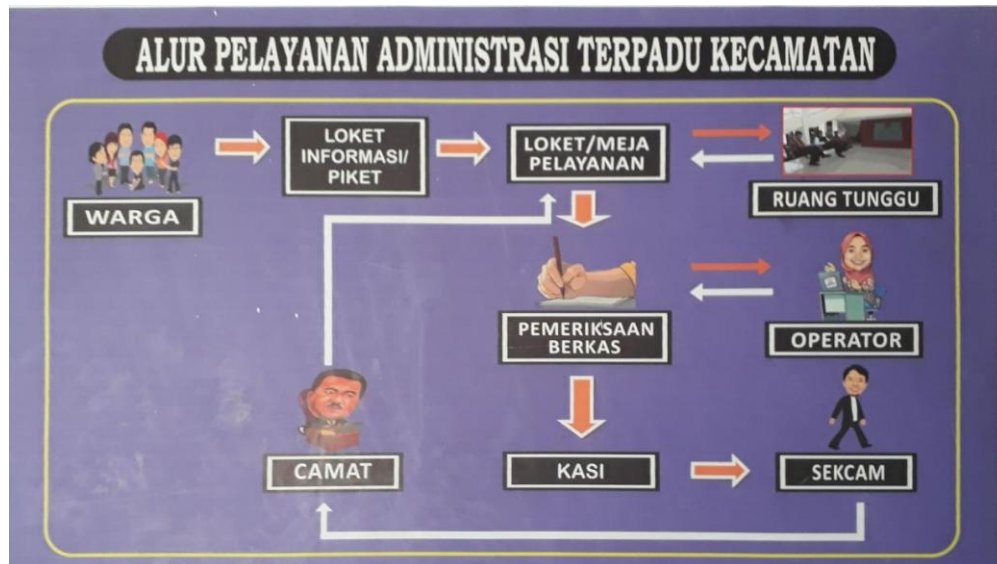 ALUR PELAYANAN ADMINISTRASI TERPADU KECAMATAN
WARGA
LOKET
INFORMASI/
PIKET
LOKET/MEJA
PELAYANAN
RUANG TUNGGU
PEMERIKSAAN
BERKAS
OPERATOR
CAMAT
KASI
SEKCAM